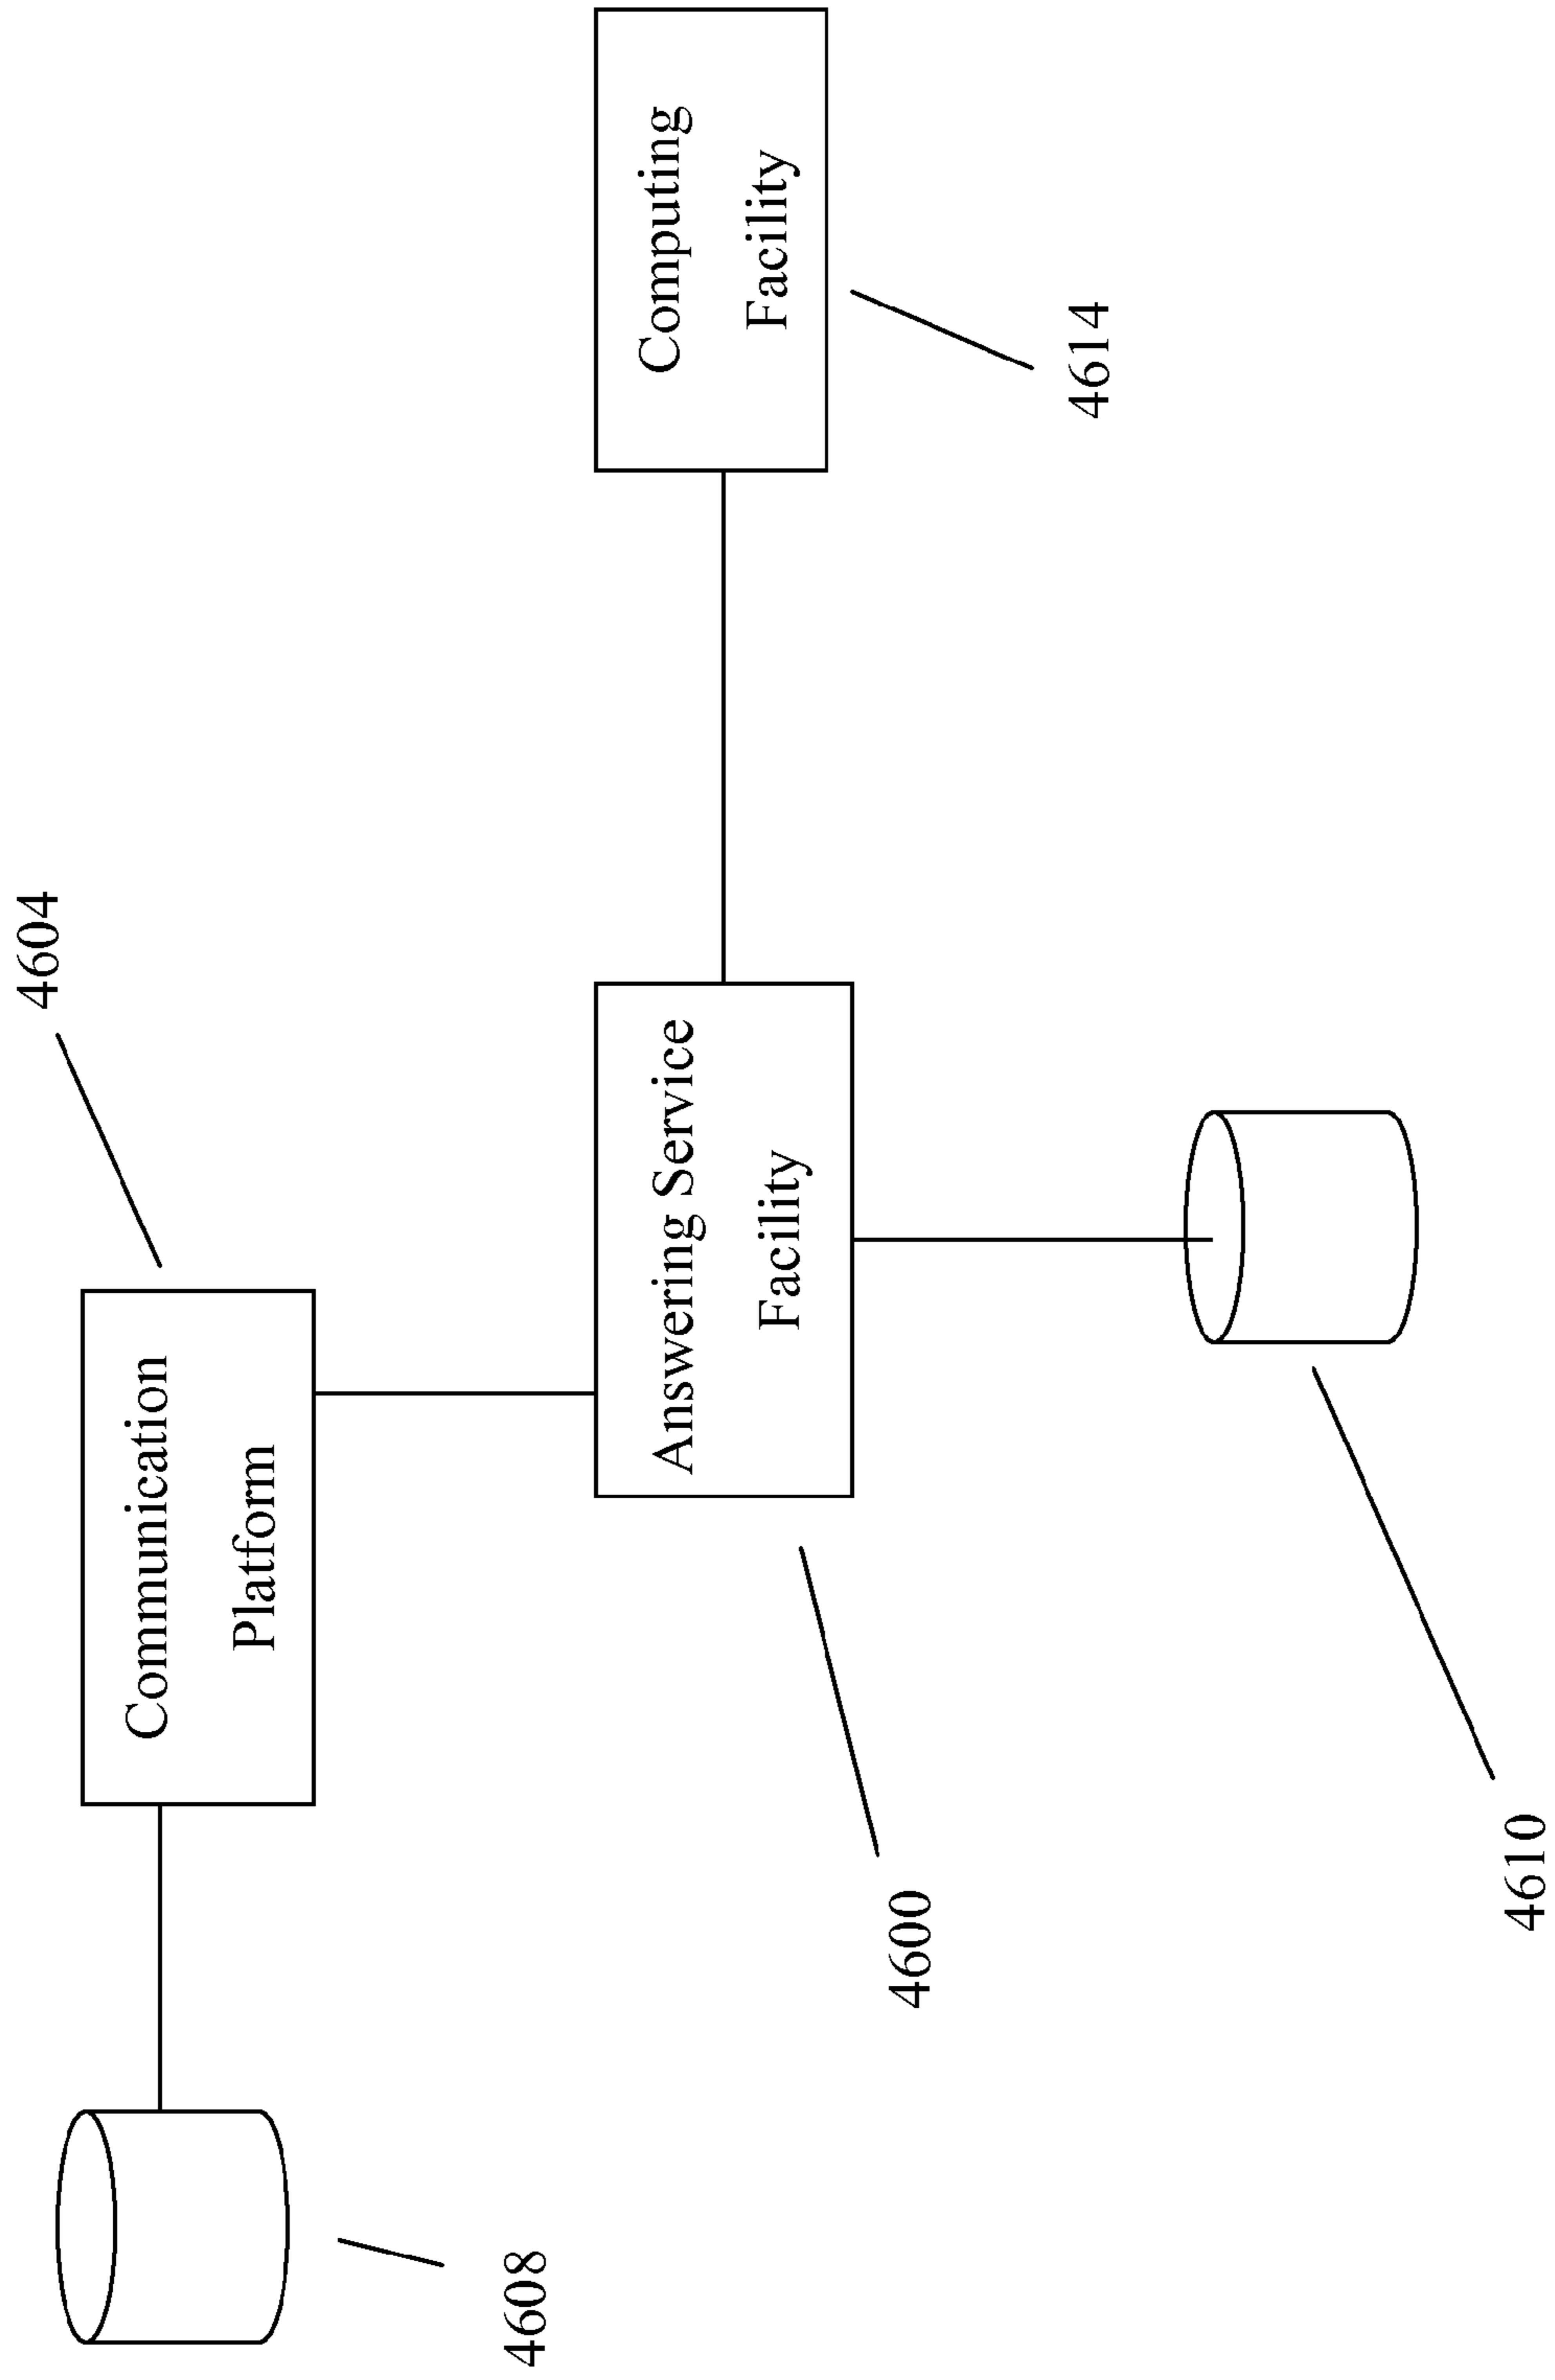 4604
Communication
Platform
4608
Answering Service
Facility
Computing
Facility
4600
4614
4610